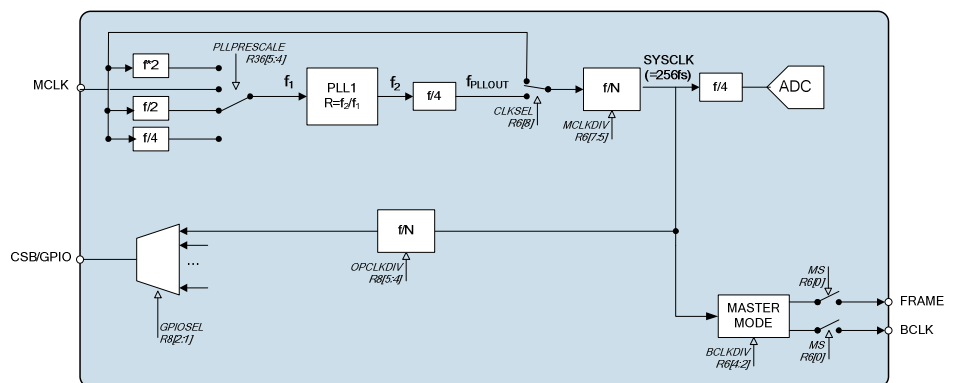 PLLPRESCALE
R36[5:4]
f*2
MCLK
f/2
f/4
f1
PLL1
R=f2/f1
f2
f/4
fPLLOUT
CLKSEL
R6[8]
f/N
MCLKDIV
R6[7:5]
SYSCLK
(=256fs)
f/4
ADC
CSB/GPIO
...
GPIOSEL
R8[2:1]
f/N
OPCLKDIV
R8[5:4]
MASTER
MODE
BCLKDIV
R6[4:2]
MS
R6[0]
FRAME
BCLK
MS
R6[0]